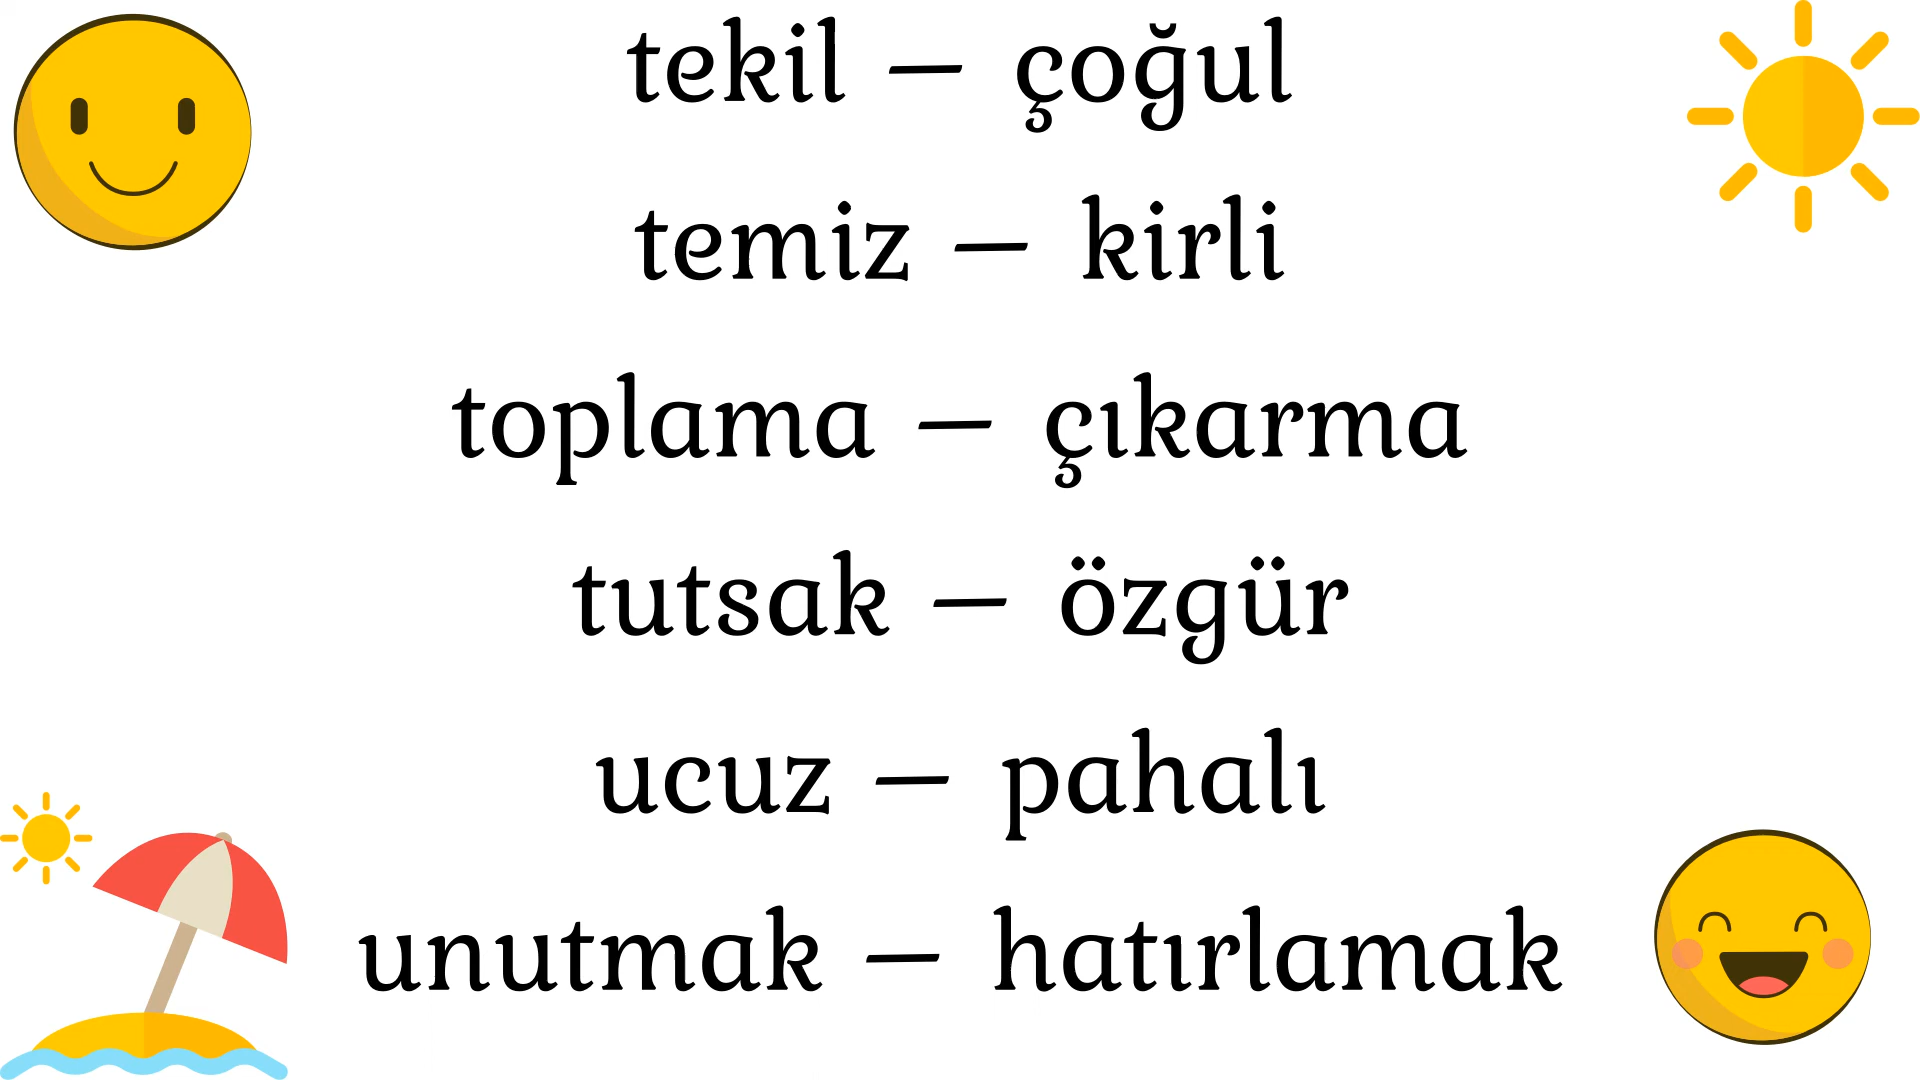 tekil – çoğul
temiz – kirli
toplama – çıkarma
tutsak – özgür
ucuz – pahalı
unutmak – hatırlamak